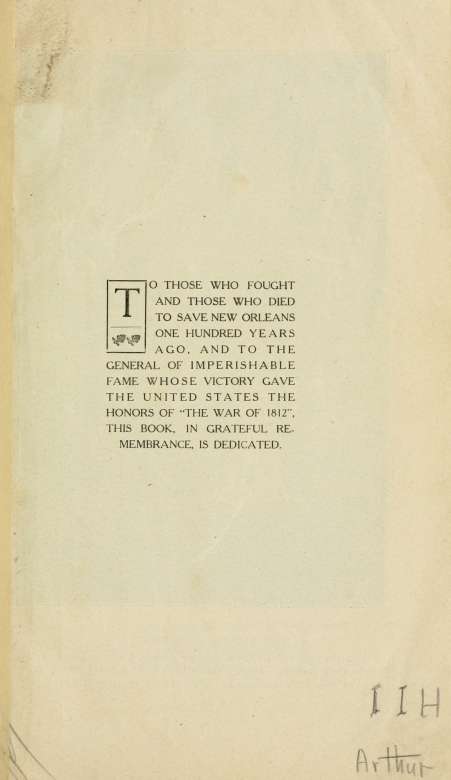 TO THOSE WHO FOUGHT
AND THOSE WHO DIED
TO SAVE NEW ORLEANS
ONE HUNDRED YEARS
AGO, AND TO THE
GENERAL OF IMPERISHABLE
FAME WHOSE VICTORY GAVE
THE UNITED STATES THE
HONORS OF "THE WAR OF 1812",
THIS BOOK, IN GRATEFUL RE-
MEMBRANCE, IS DEDICATED.
I I H
Arthur